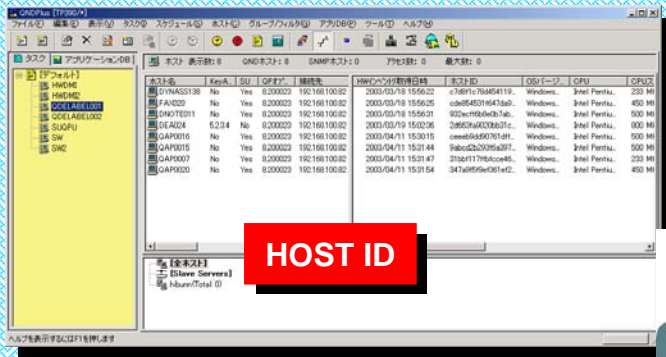 QNDPlus [TP390/*]
ファイル(F) 編集(E) 表示(V) タスク(T) スケジュール(S) ホスト(C) グループ/フィルタ(G) アプリDB(P) ツール(T) ヘルプ(H)
タスク アプリケーションDB ホスト 表示数: 8 QNDホスト: 8 SNMPホスト: 0 アクセス数: 0 最大数: 0
[デフォルト]
HWDMI
HWDMI2
QDELABEL001
QDELABEL002
SUGPU
SW
SW2
ホスト名 KeyA.. SU QFオプ.. 接続先 HWインベントリ取得日時 ホストID OSバージ.. CPU CPUス
DYNASS138 No Yes 8.200023 192.168.100.82 2003/03/18 15:56:22 Windows.. Intel Pentiu.. 233 MH
FAX020 No Yes 8.200023 192.168.100.82 2003/03/18 15:56:25 Windows.. Intel Pentiu.. 450 MH
DNOTE011 No Yes 8.200023 192.168.100.82 2003/03/18 15:56:31 Windows.. Intel Pentiu.. 500 MH
DEA024 5.2.3.4 No Yes 8.200023 192.168.100.82 2003/03/19 15:02:36 Windows.. Intel Pentiu.. 800 MH
QAP0016 No Yes 8.200023 192.168.100.82 2003/04/11 15:30:15 Windows.. Intel Pentiu.. 500 MH
QAP0015 No Yes 8.200023 192.168.100.82 2003/04/11 15:31:44 Windows.. Intel Pentiu.. 500 MH
QAP0007 No Yes 8.200023 192.168.100.82 2003/04/11 15:31:47 Windows.. Intel Pentiu.. 233 MH
QAP0020 No Yes 8.200023 192.168.100.82 2003/04/11 15:31:54 Windows.. Intel Pentiu.. 450 MH
HOST ID
[全ホスト]
[Slave Servers]
hiburn(Total: 0)
ヘルプを表示するにはF1を押します